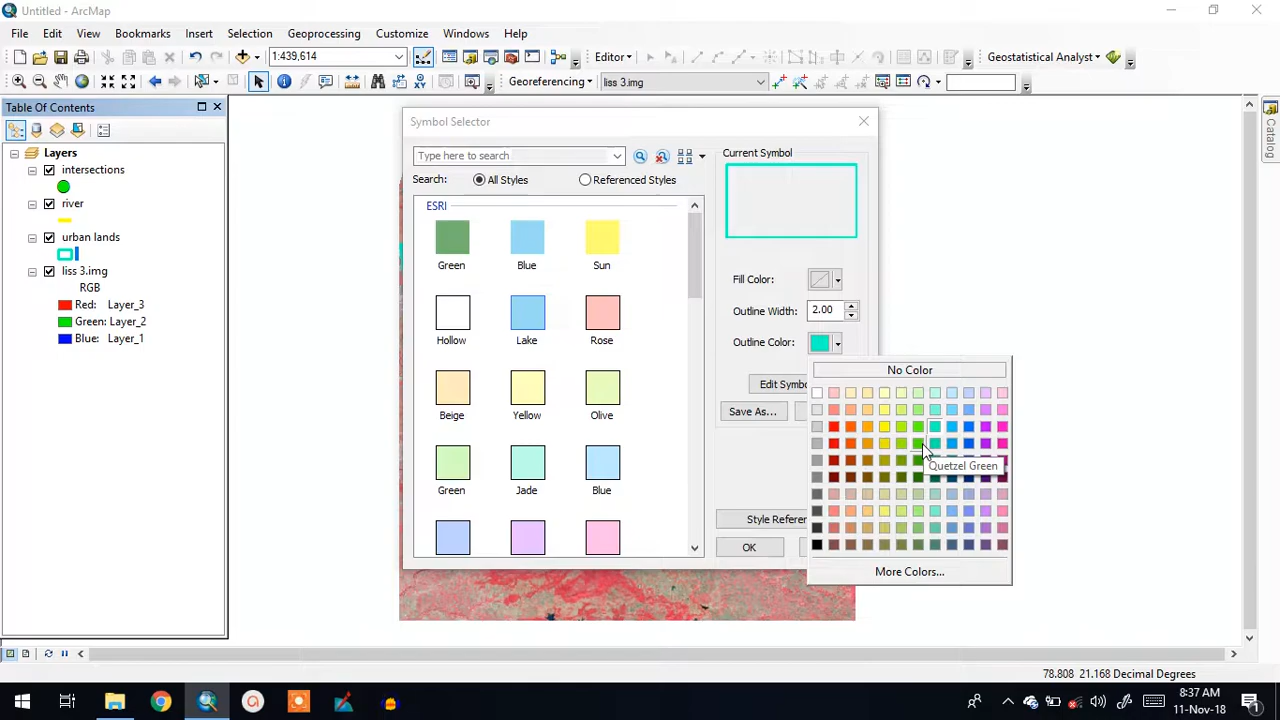 Untitled - ArcMap
File Edit View Bookmarks Insert Selection Geoprocessing Customize Windows Help
1:439,614
Editor
Geostatistical Analyst
Georeferencing
liss 3.img
Table Of Contents
Layers
intersections
river
urban lands
liss 3.img
RGB
Red: Layer_3
Green: Layer_2
Blue: Layer_1
Symbol Selector
Type here to search
Search:
All Styles
Referenced Styles
ESRI
Green Blue Sun
Hollow Lake Rose
Beige Yellow Olive
Green Jade Blue
Current Symbol
Fill Color:
Outline Width: 2.00
Outline Color:
Edit Symbo
Save As...
Style Referen
OK
No Color
Quetzel Green
More Colors...
Catalog
78.808 21.168 Decimal Degrees
8:37 AM
11-Nov-18
1